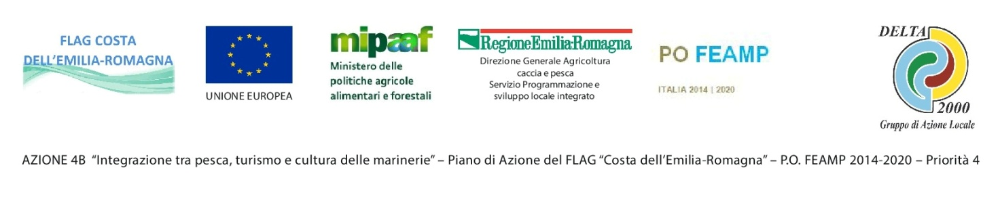 FLAG COSTA
DELL'EMILIA-ROMAGNA
UNIONE EUROPEA
mipaaf
Ministero delle
politiche agricole
alimentari e forestali
RegioneEmilia-Romagna
Direzione Generale Agricoltura
caccia e pesca
Servizio Programmazione e
sviluppo locale integrato
PO FEAMP
ITALIA 2014 | 2020
DELTA
2000
Gruppo di Azione Locale
AZIONE 4B “Integrazione tra pesca, turismo e cultura delle marinerie” – Piano di Azione del FLAG “Costa dell’Emilia-Romagna” – P.O. FEAMP 2014-2020 – Priorità 4